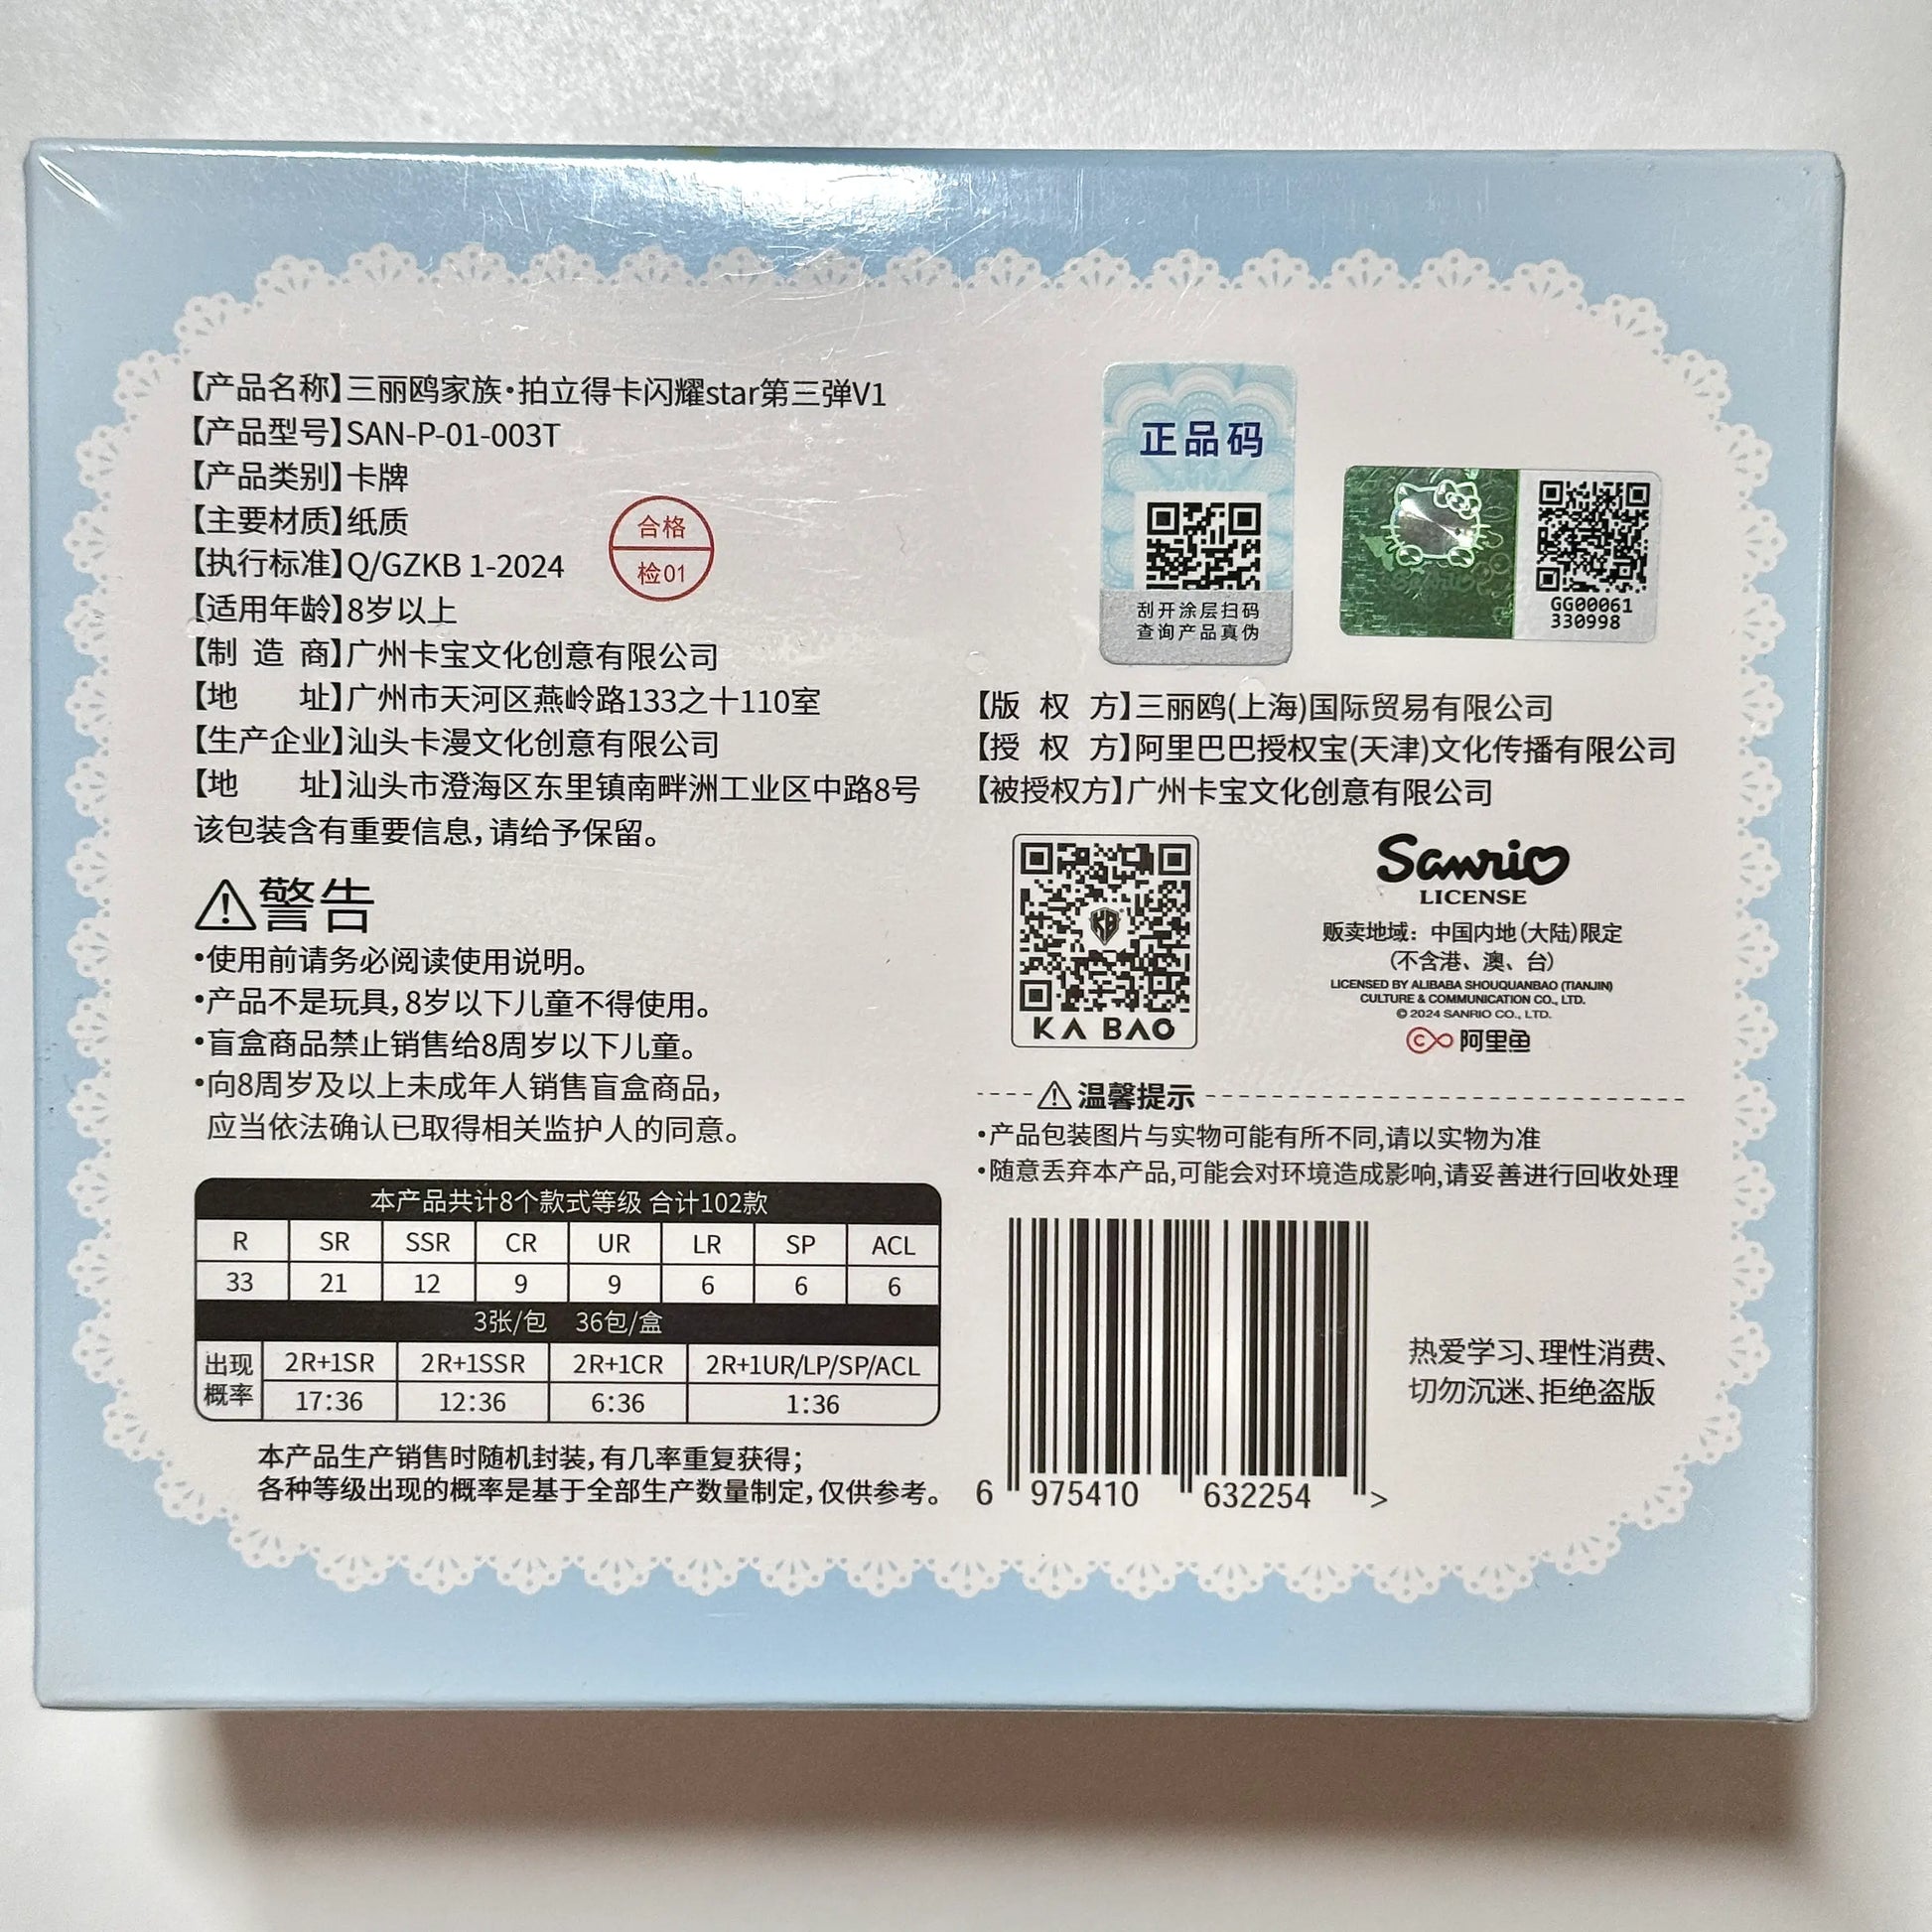 【产品名称】三丽鸥家族·拍立得卡闪耀star第三弹V1
【产品型号】SAN-P-01-003T
【产品类别】卡牌
【主要材质】纸质
【执行标准】Q/GZKB 1-2024
合格
检01
【适用年龄】8岁以上
【制造商】广州卡宝文化创意有限公司
【地址】广州市天河区燕岭路133之十110室
【生产企业】汕头卡漫文化创意有限公司
【地址】汕头市澄海区东里镇南畔洲工业区中路8号
该包装含有重要信息,请给予保留。
警告
•使用前请务必阅读使用说明。
•产品不是玩具,8岁以下儿童不得使用。
•盲盒商品禁止销售给8周岁以下儿童。
•向8周岁及以上未成年人销售盲盒商品,
应当依法确认已取得相关监护人的同意。
本产品共计8个款式等级 合计102款
R SR SSR CR UR LR SP ACL
33 21 12 9 9 6 6 6
3张/包 36包/盒
出现概率 2R+1SR 2R+1SSR 2R+1CR 2R+1UR/LP/SP/ACL
17:36 12:36 6:36 1:36
本产品生产销售时随机封装,有几率重复获得;
各种等级出现的概率是基于全部生产数量制定,仅供参考。
正品码
刮开涂层扫码
查询产品真伪
GG00061
330998
【版权方】三丽鸥(上海)国际贸易有限公司
【授权方】阿里巴巴授权宝(天津)文化传播有限公司
【被授权方】广州卡宝文化创意有限公司
KB
KA BAO
Sanrio
LICENSE
贩卖地域：中国内地(大陆)限定
(不含港、澳、台)
LICENSED BY ALIBABA SHOUQUANBAO (TIANJIN)
CULTURE & COMMUNICATION CO., LTD.
© 2024 SANRIO CO., LTD.
阿里鱼
温馨提示
•产品包装图片与实物可能有所不同,请以实物为准
•随意丢弃本产品,可能会对环境造成影响,请妥善进行回收处理
6 975410 632254 >
热爱学习、理性消费、
切勿沉迷、拒绝盗版